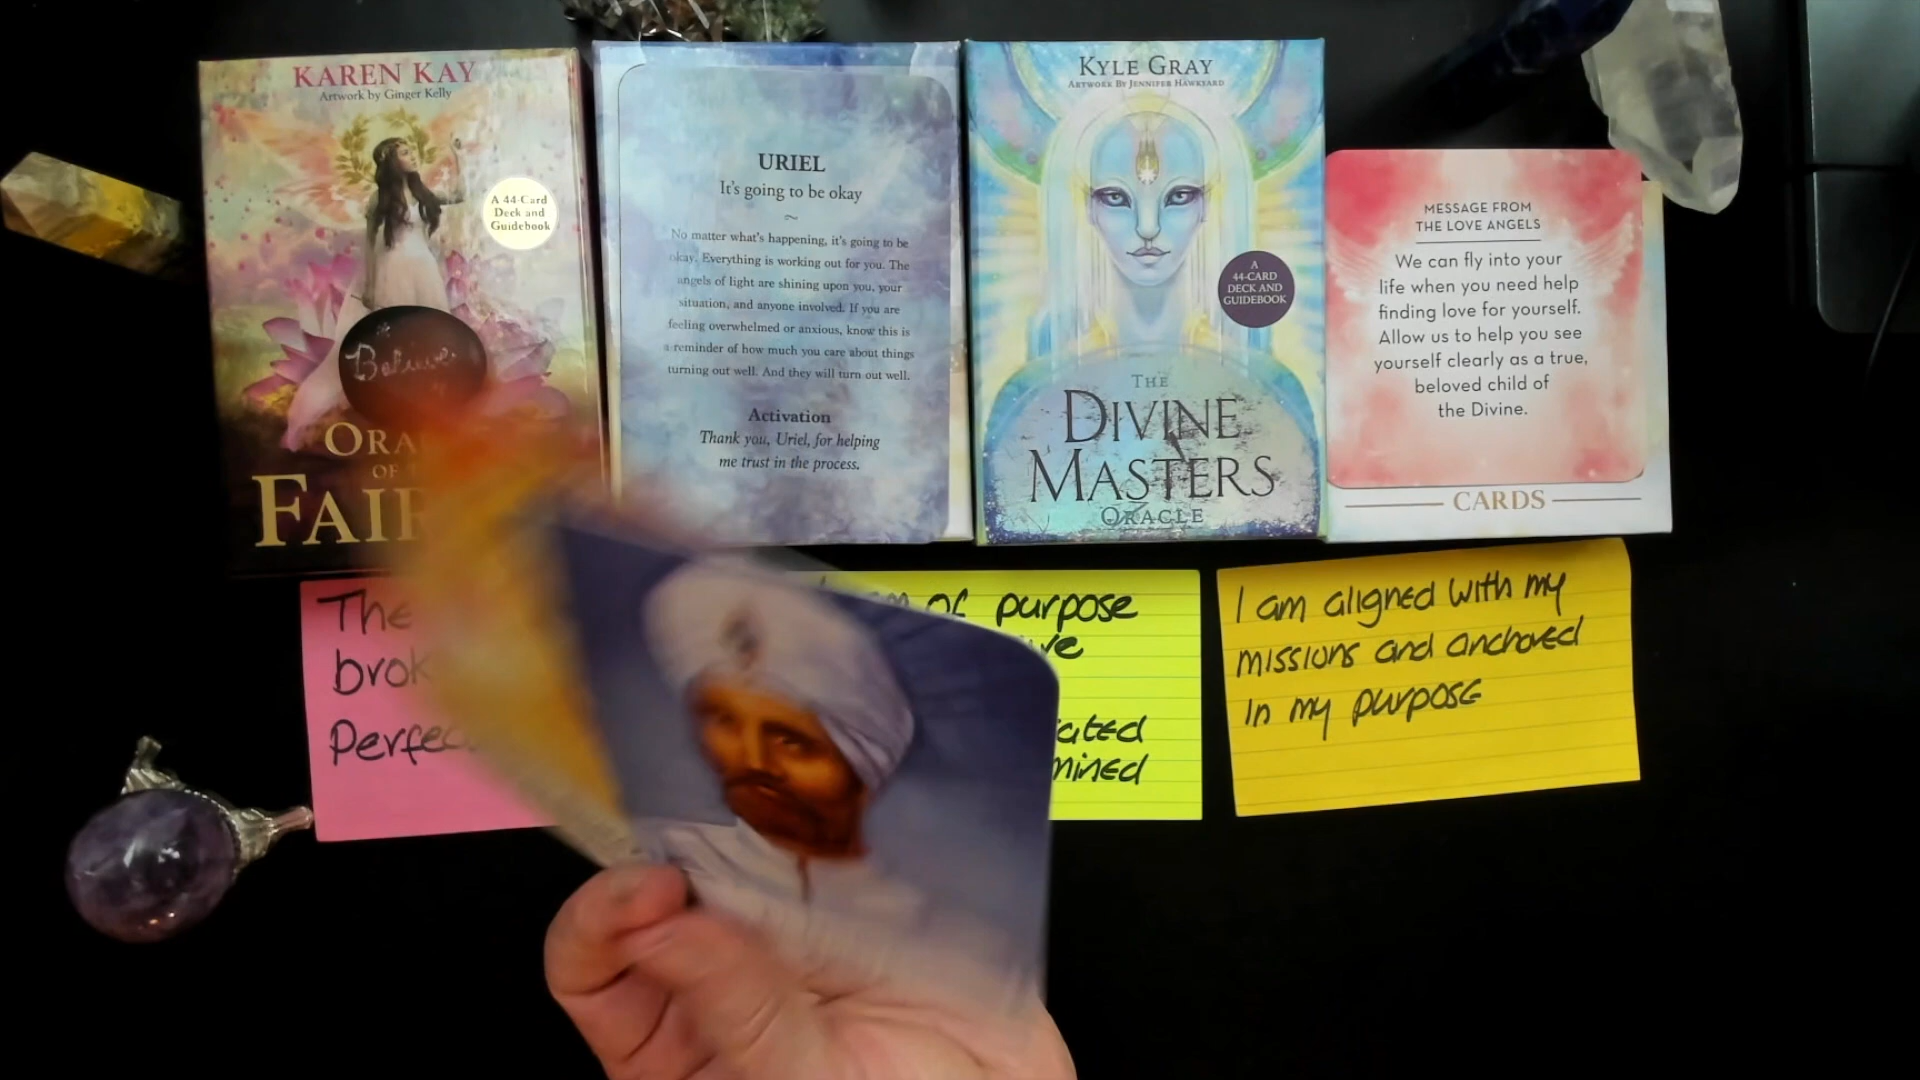 KAREN KAY
Artwork by Ginger Kelly
A 44-Card
Deck and
Guidebook
Believe.
FAIR
URIEL
It's going to be okay
~
No matter what's happening, it's going to be
okay. Everything is working out for you. The
angels of light are shining upon you, your
situation, and anyone involved. If you are
feeling overwhelmed or anxious, know this is
a reminder of how much you care about things
turning out well. And they will turn out well.
Activation
Thank you, Uriel, for helping
me trust in the process.
KYLE GRAY
ARTWORK BY JENNIFER HAWKYARD
A
44-CARD
DECK AND
GUIDEBOOK
THE
DIVINE
MASTERS
ORACLE
MESSAGE FROM
THE LOVE ANGELS
We can fly into your
life when you need help
finding love for yourself.
Allow us to help you see
yourself clearly as a true,
beloved child of
the Divine.
CARDS
The
brok
Perfec
of purpose
I am aligned with my
missions and anchored
in my purpose